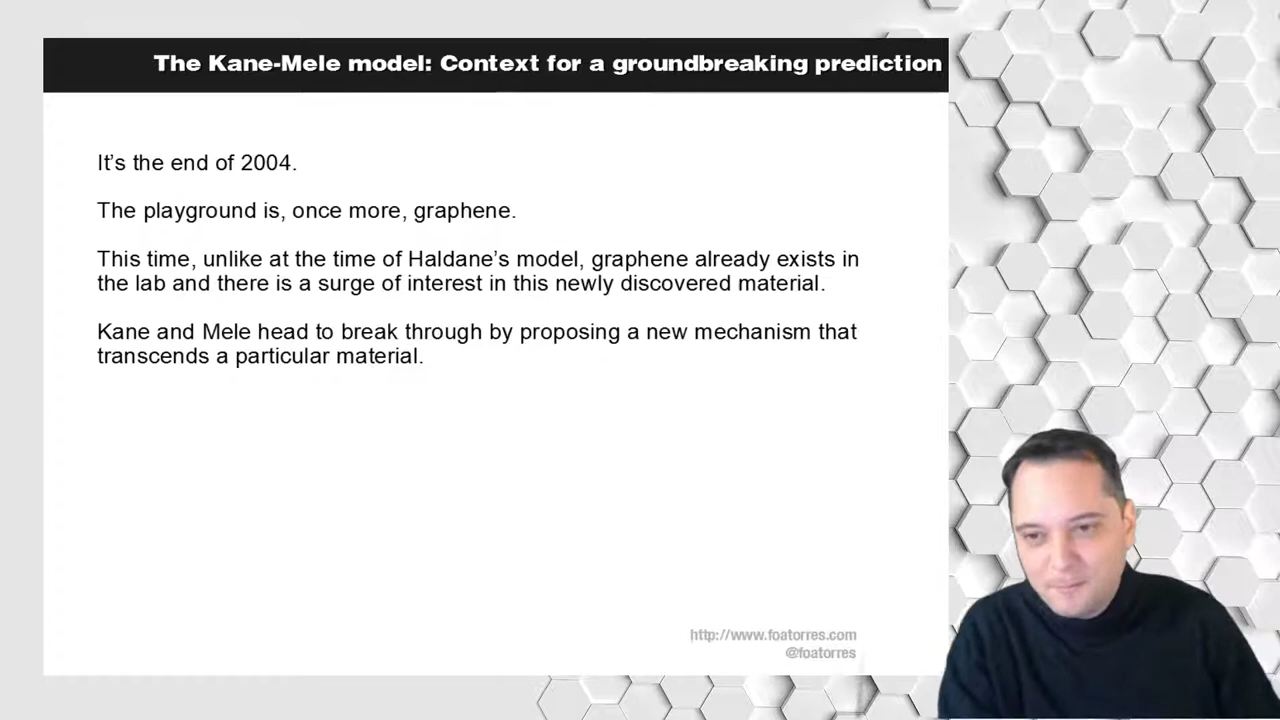 The Kane-Mele model: Context for a groundbreaking prediction
It's the end of 2004.
The playground is, once more, graphene.
This time, unlike at the time of Haldane's model, graphene already exists in
the lab and there is a surge of interest in this newly discovered material.
Kane and Mele head to break through by proposing a new mechanism that
transcends a particular material.
http://www.foatorres.com
@foatorres